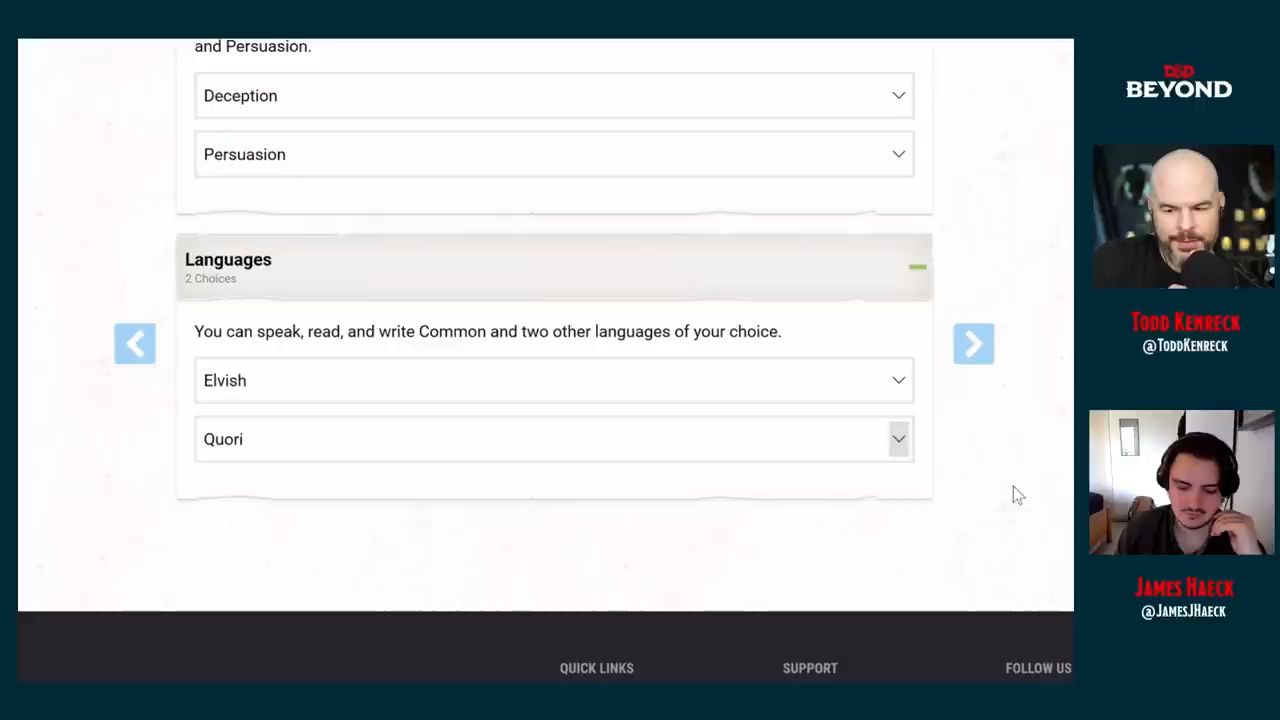 and Persuasion.
Deception
Persuasion
Languages
2 Choices
You can speak, read, and write Common and two other languages of your choice.
Elvish
Quori
QUICK LINKS
SUPPORT
FOLLOW US
D&D
BEYOND
TODD KENRECK
@TODDKENRECK
JAMES HAECK
@JAMESJHAECK